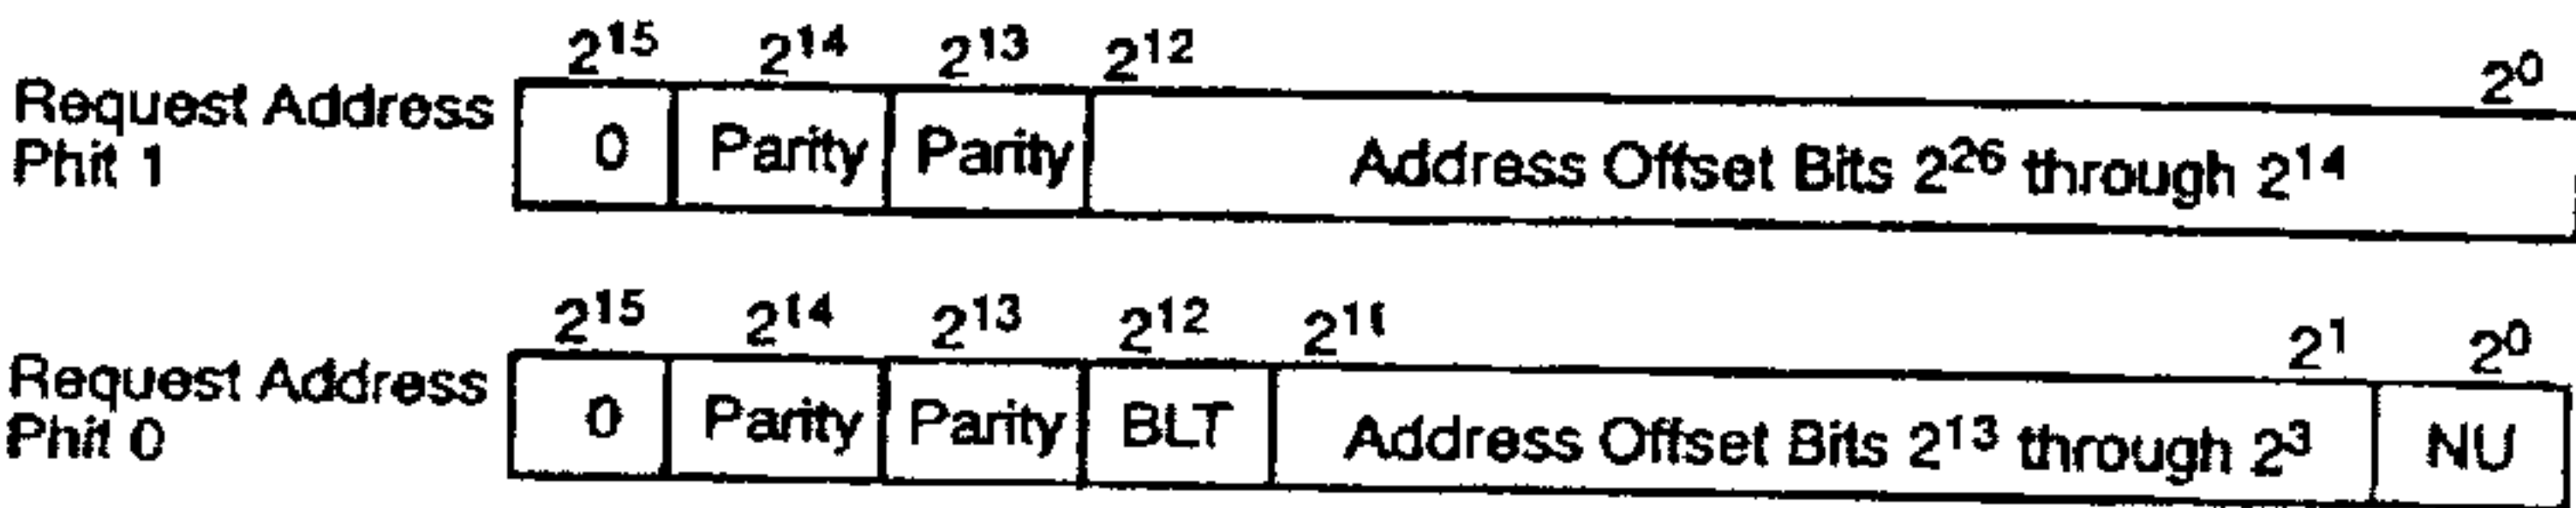 2¹⁵ 2¹⁴ 2¹³ 2¹² 2⁰
Request Address
Phit 1
0 Parity Parity Address Offset Bits 2²⁶ through 2¹⁴
2¹⁵ 2¹⁴ 2¹³ 2¹² 2¹¹ 2¹ 2⁰
Request Address
Phit 0
0 Parity Parity BLT Address Offset Bits 2¹³ through 2³ NU